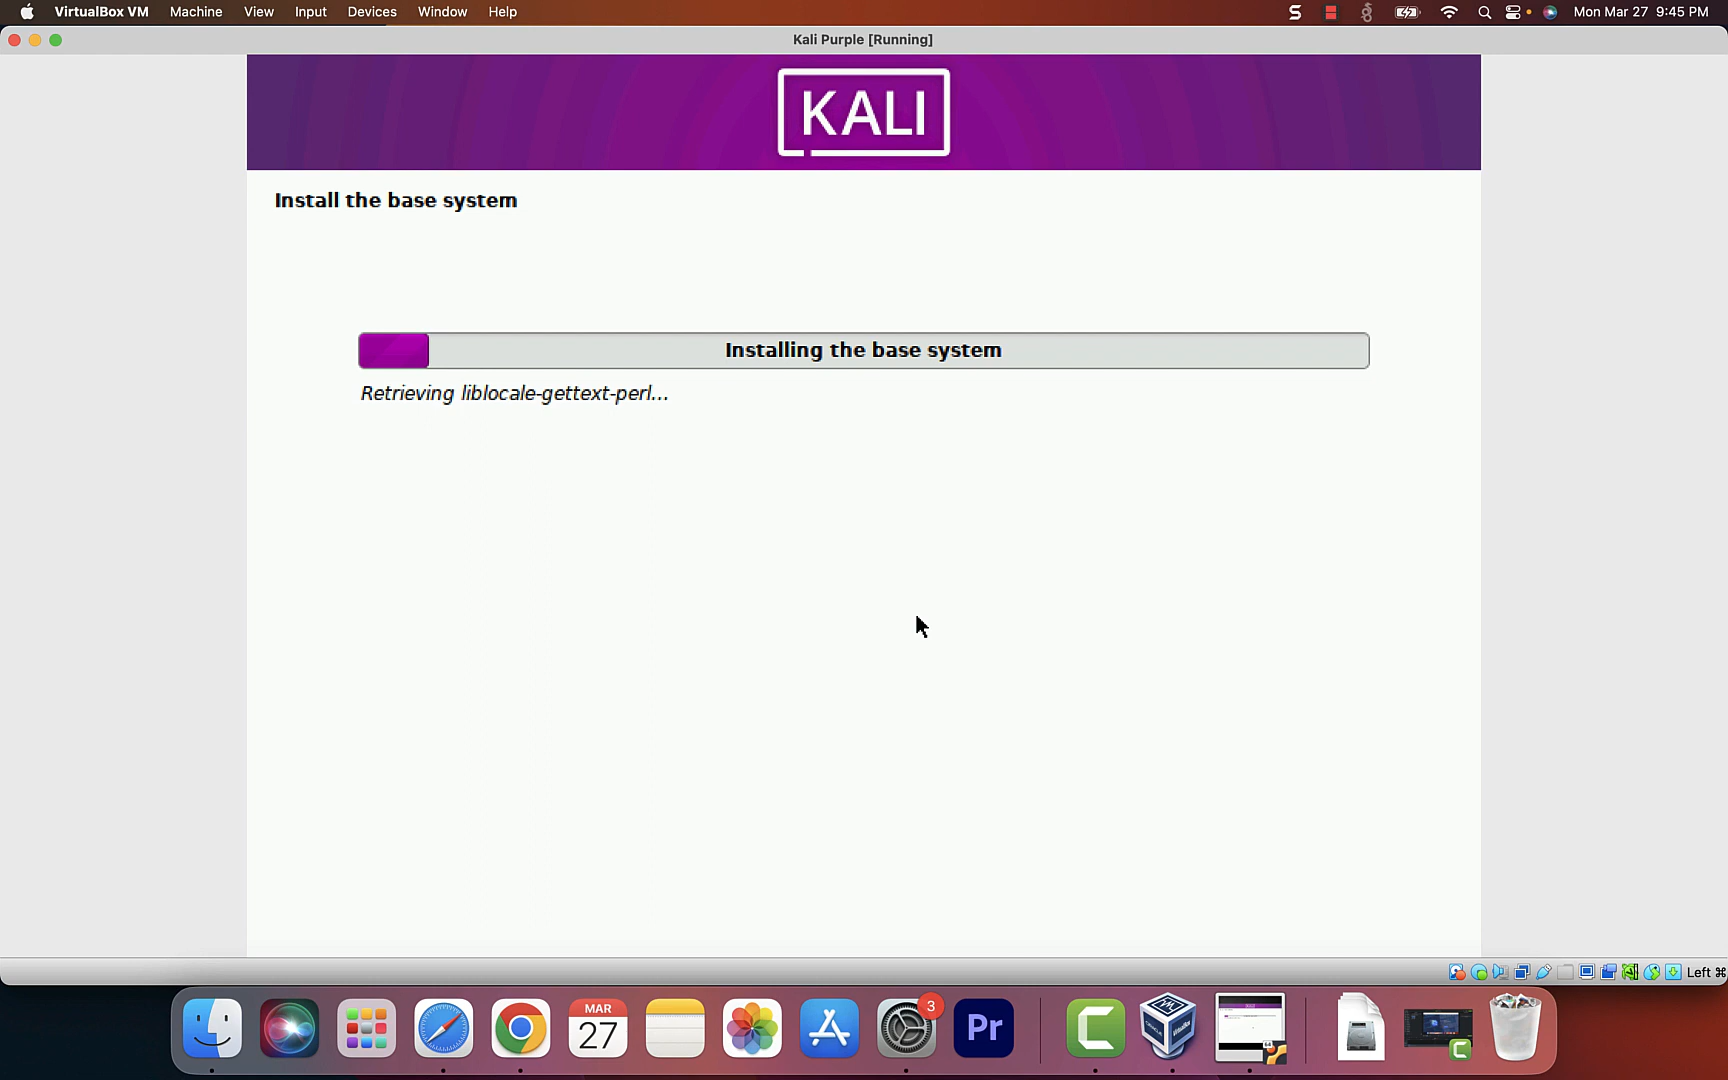 VirtualBox VM Machine View Input Devices Window Help Mon Mar 27 9:45 PM
Kali Purple [Running]
KALI
Install the base system
Installing the base system
Retrieving liblocale-gettext-perl...
Left ⌘
MAR
27
3
Pr